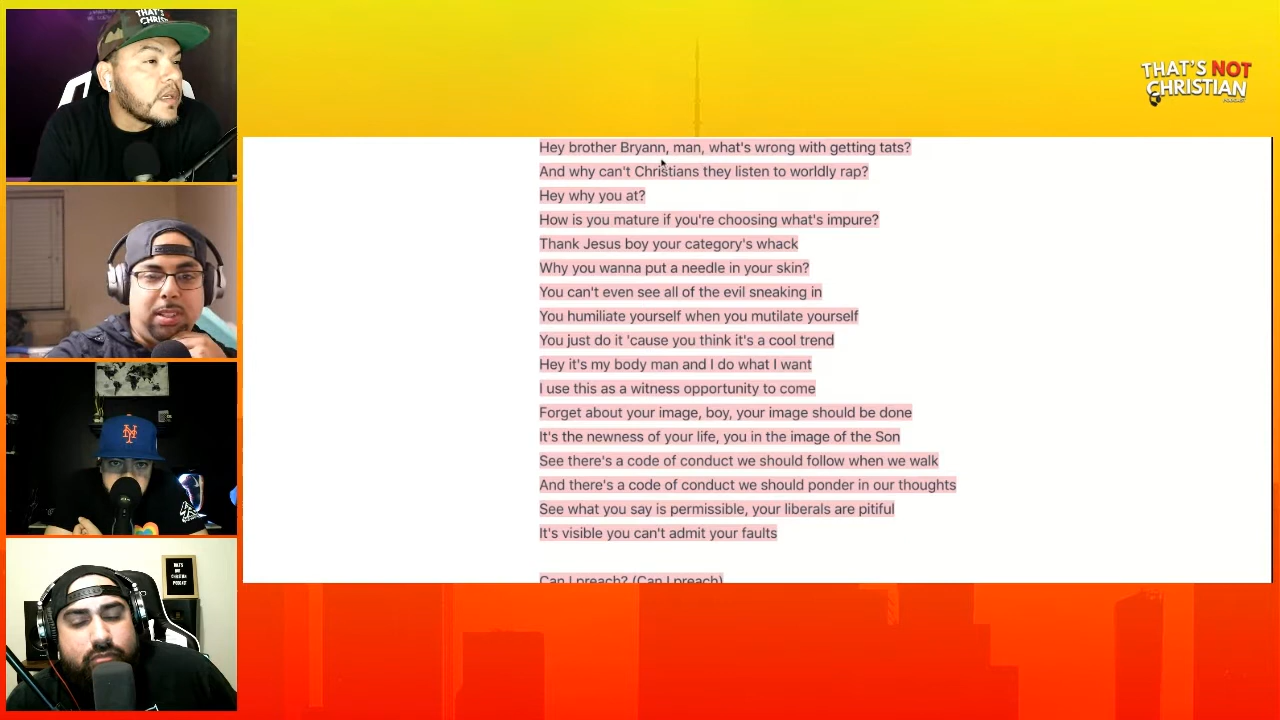 THAT'S
CHRIST
THAT'S NOT
CHRISTIAN
PODCAST
Hey brother Bryann, man, what's wrong with getting tats?
And why can't Christians they listen to worldly rap?
Hey why you at?
How is you mature if you're choosing what's impure?
Thank Jesus boy your category's whack
Why you wanna put a needle in your skin?
You can't even see all of the evil sneaking in
You humiliate yourself when you mutilate yourself
You just do it 'cause you think it's a cool trend
Hey it's my body man and I do what I want
I use this as a witness opportunity to come
Forget about your image, boy, your image should be done
It's the newness of your life, you in the image of the Son
See there's a code of conduct we should follow when we walk
And there's a code of conduct we should ponder in our thoughts
See what you say is permissible, your liberals are pitiful
It's visible you can't admit your faults
Can I preach? (Can I preach)
THAT'S
NOT
CHRISTIAN
PODCAST